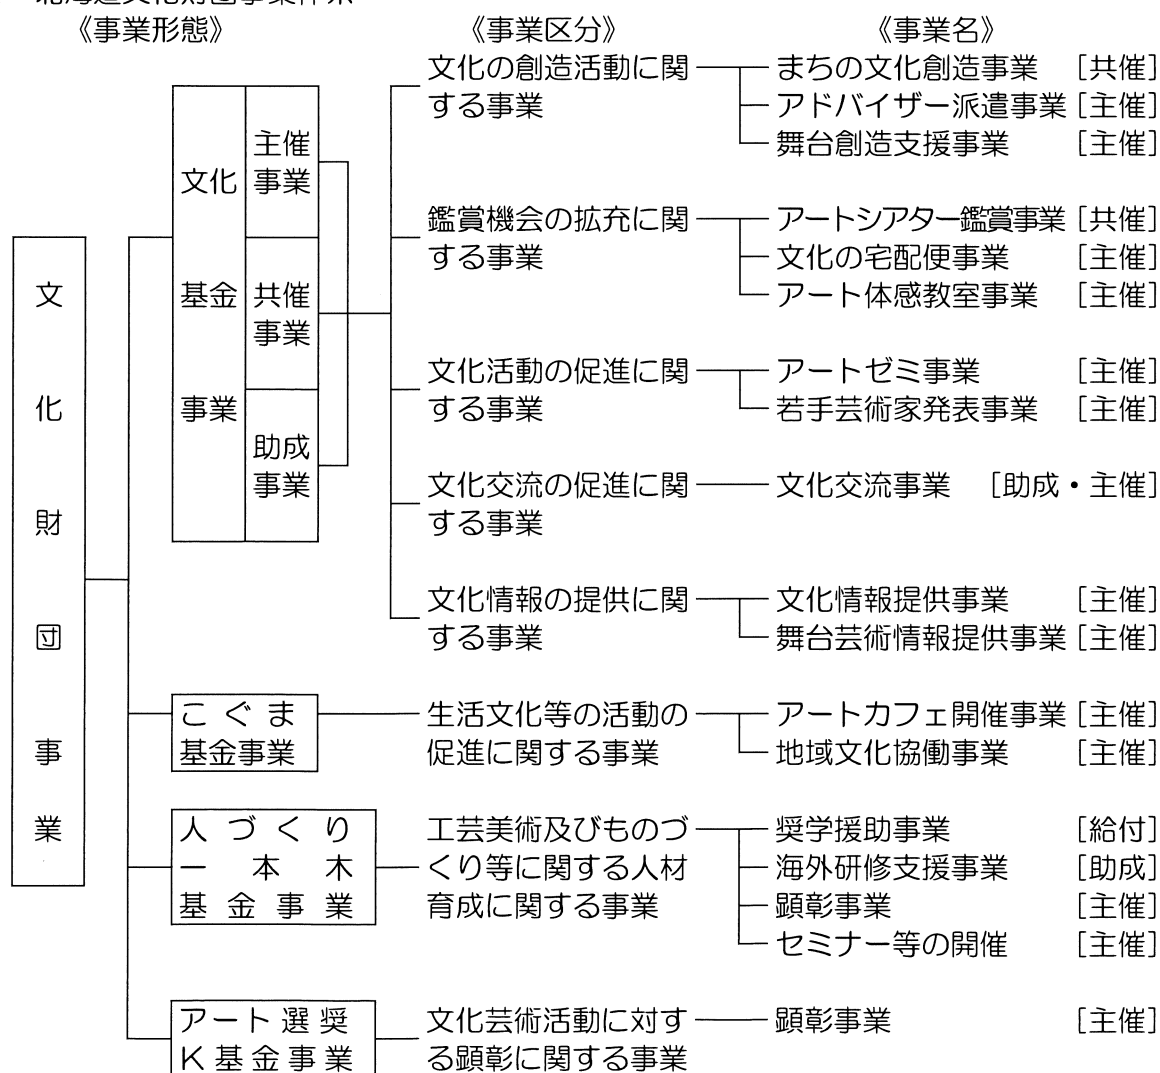 北海道文化財団事業体系
《事業形態》 《事業区分》 《事業名》
文化財団事業
文化基金事業
主催事業
共催事業
助成事業
文化の創造活動に関
する事業
まちの文化創造事業 [共催]
アドバイザー派遣事業 [主催]
舞台創造支援事業 [主催]
鑑賞機会の拡充に関
する事業
アートシアター鑑賞事業 [共催]
文化の宅配便事業 [主催]
アート体感教室事業 [主催]
文化活動の促進に関
する事業
アートゼミ事業 [主催]
若手芸術家発表事業 [主催]
文化交流の促進に関
する事業
文化交流事業 [助成・主催]
文化情報の提供に関
する事業
文化情報提供事業 [主催]
舞台芸術情報提供事業 [主催]
こぐま
基金事業
生活文化等の活動の
促進に関する事業
アートカフェ開催事業 [主催]
地域文化協働事業 [主催]
人づくり
一本木
基金事業
工芸美術及びものづ
くり等に関する人材
育成に関する事業
奨学援助事業 [給付]
海外研修支援事業 [助成]
顕彰事業 [主催]
セミナー等の開催 [主催]
アート選奨
K基金事業
文化芸術活動に対す
る顕彰に関する事業
顕彰事業 [主催]